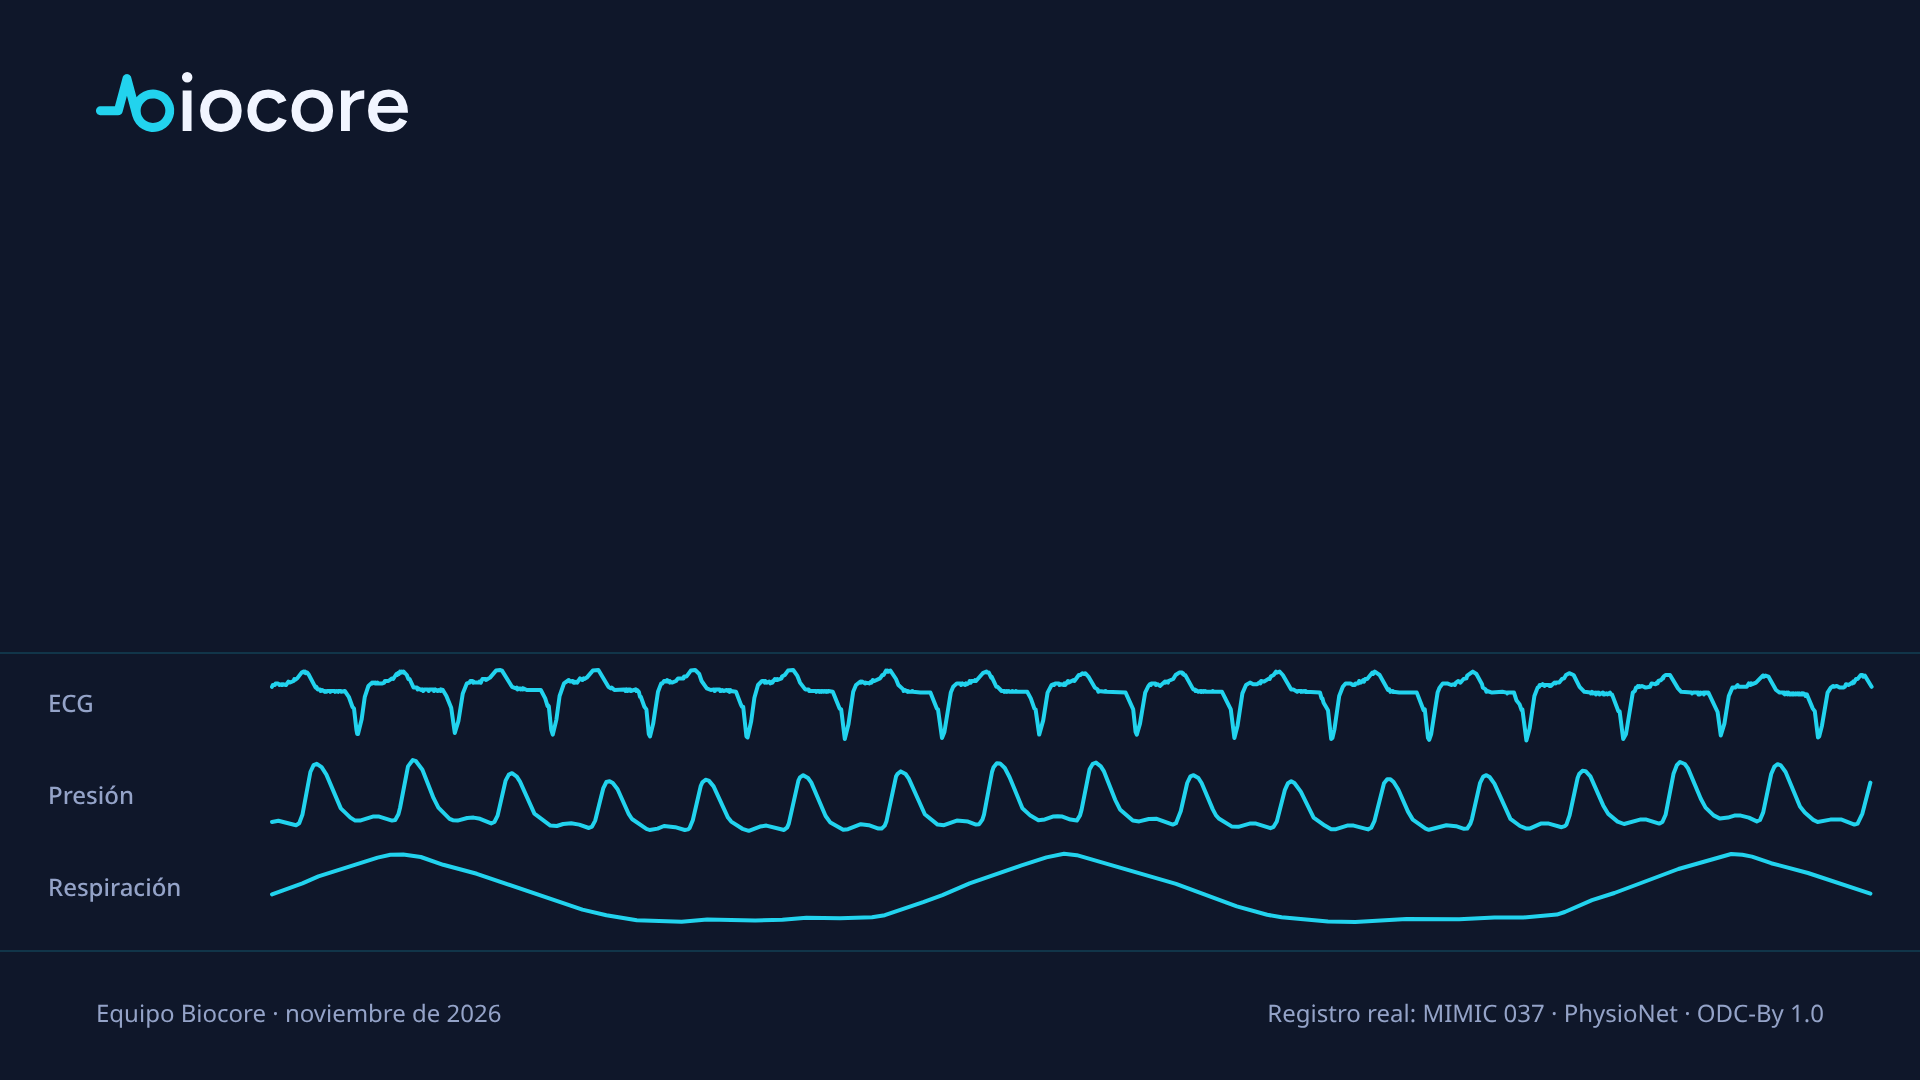 biocore
ECG
Presión
Respiración
Equipo Biocore · noviembre de 2026
Registro real: MIMIC 037 · PhysioNet · ODC-By 1.0